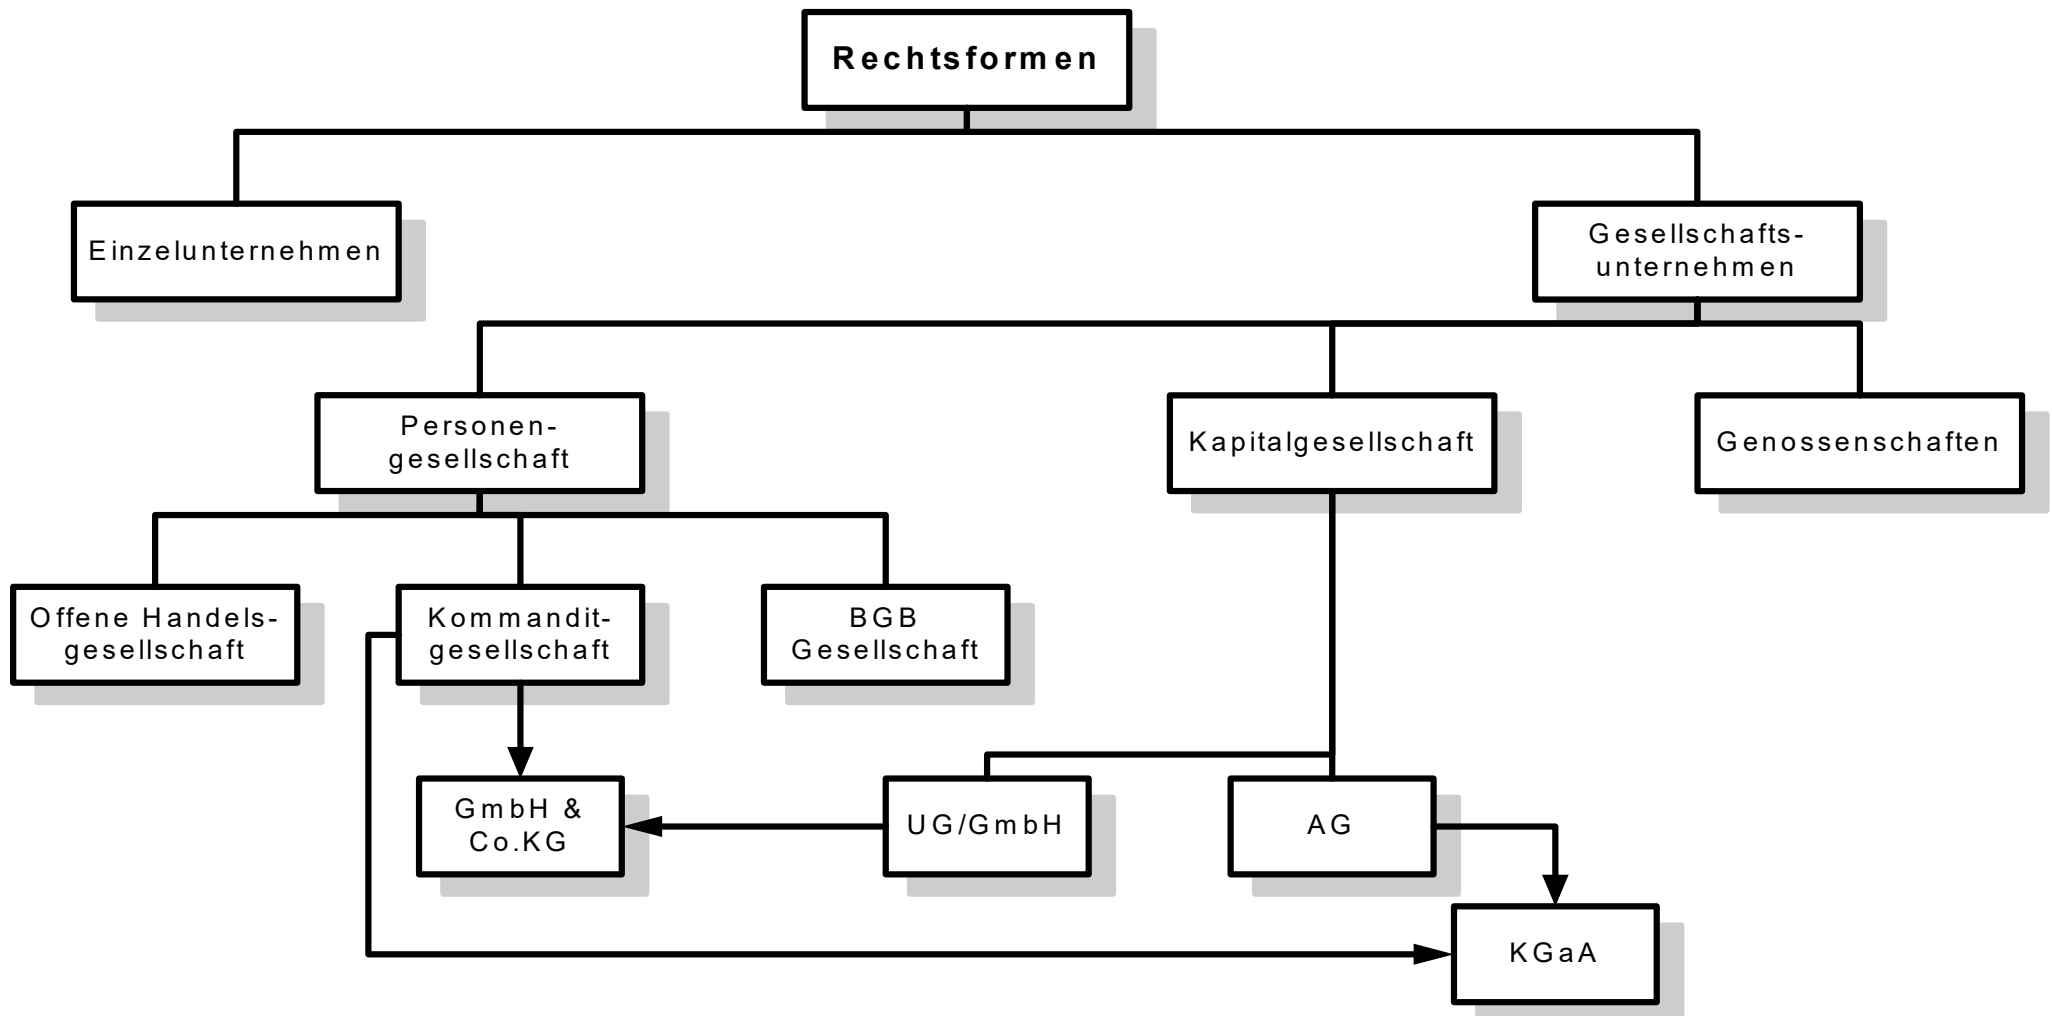 Rechtsformen
Einzelunternehmen
Gesellschafts-
unternehmen
Personen-
gesellschaft
Kapitalgesellschaft
Genossenschaften
Offene Handels-
gesellschaft
Kommandit-
gesellschaft
BGB
Gesellschaft
GmbH &
Co.KG
UG/GmbH
AG
KGaA